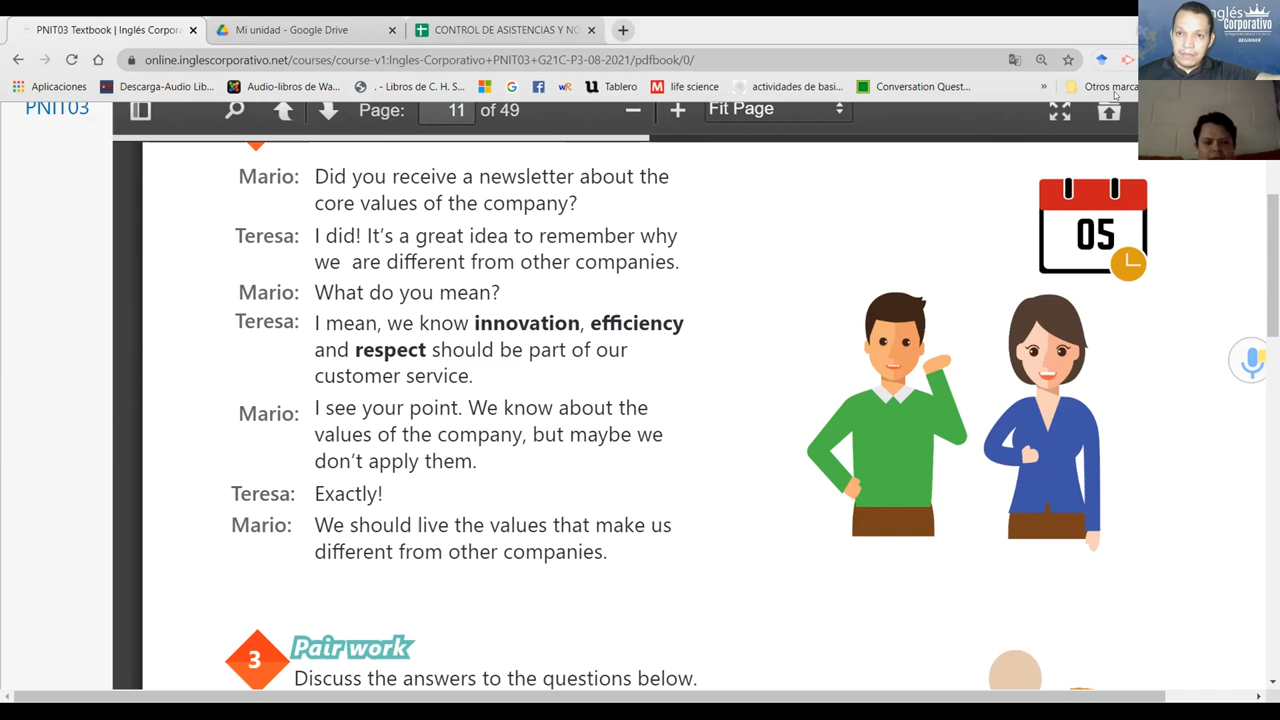 PNIT03 Textbook | Inglés Corpor
Mi unidad - Google Drive
CONTROL DE ASISTENCIAS Y NO
online.inglescorporativo.net/courses/course-v1:Ingles_Corporativo+PNIT03+G21C-P3-08-2021/pdfbook/0/
Aplicaciones
Descarga-Audio Lib...
Audio-libros de Wa...
. - Libros de C. H. S...
Tablero
life science
actividades de basi...
Conversation Quest...
»
Otros marca
Inglés
Corporativo
BEGINNER
PNIT03
Page: 11 of 49
Fit Page
Mario: Did you receive a newsletter about the
core values of the company?
Teresa: I did! It's a great idea to remember why
we are different from other companies.
Mario: What do you mean?
Teresa: I mean, we know innovation, efficiency
and respect should be part of our
customer service.
Mario: I see your point. We know about the
values of the company, but maybe we
don't apply them.
Teresa: Exactly!
Mario: We should live the values that make us
different from other companies.
05
3 Pair work
Discuss the answers to the questions below.